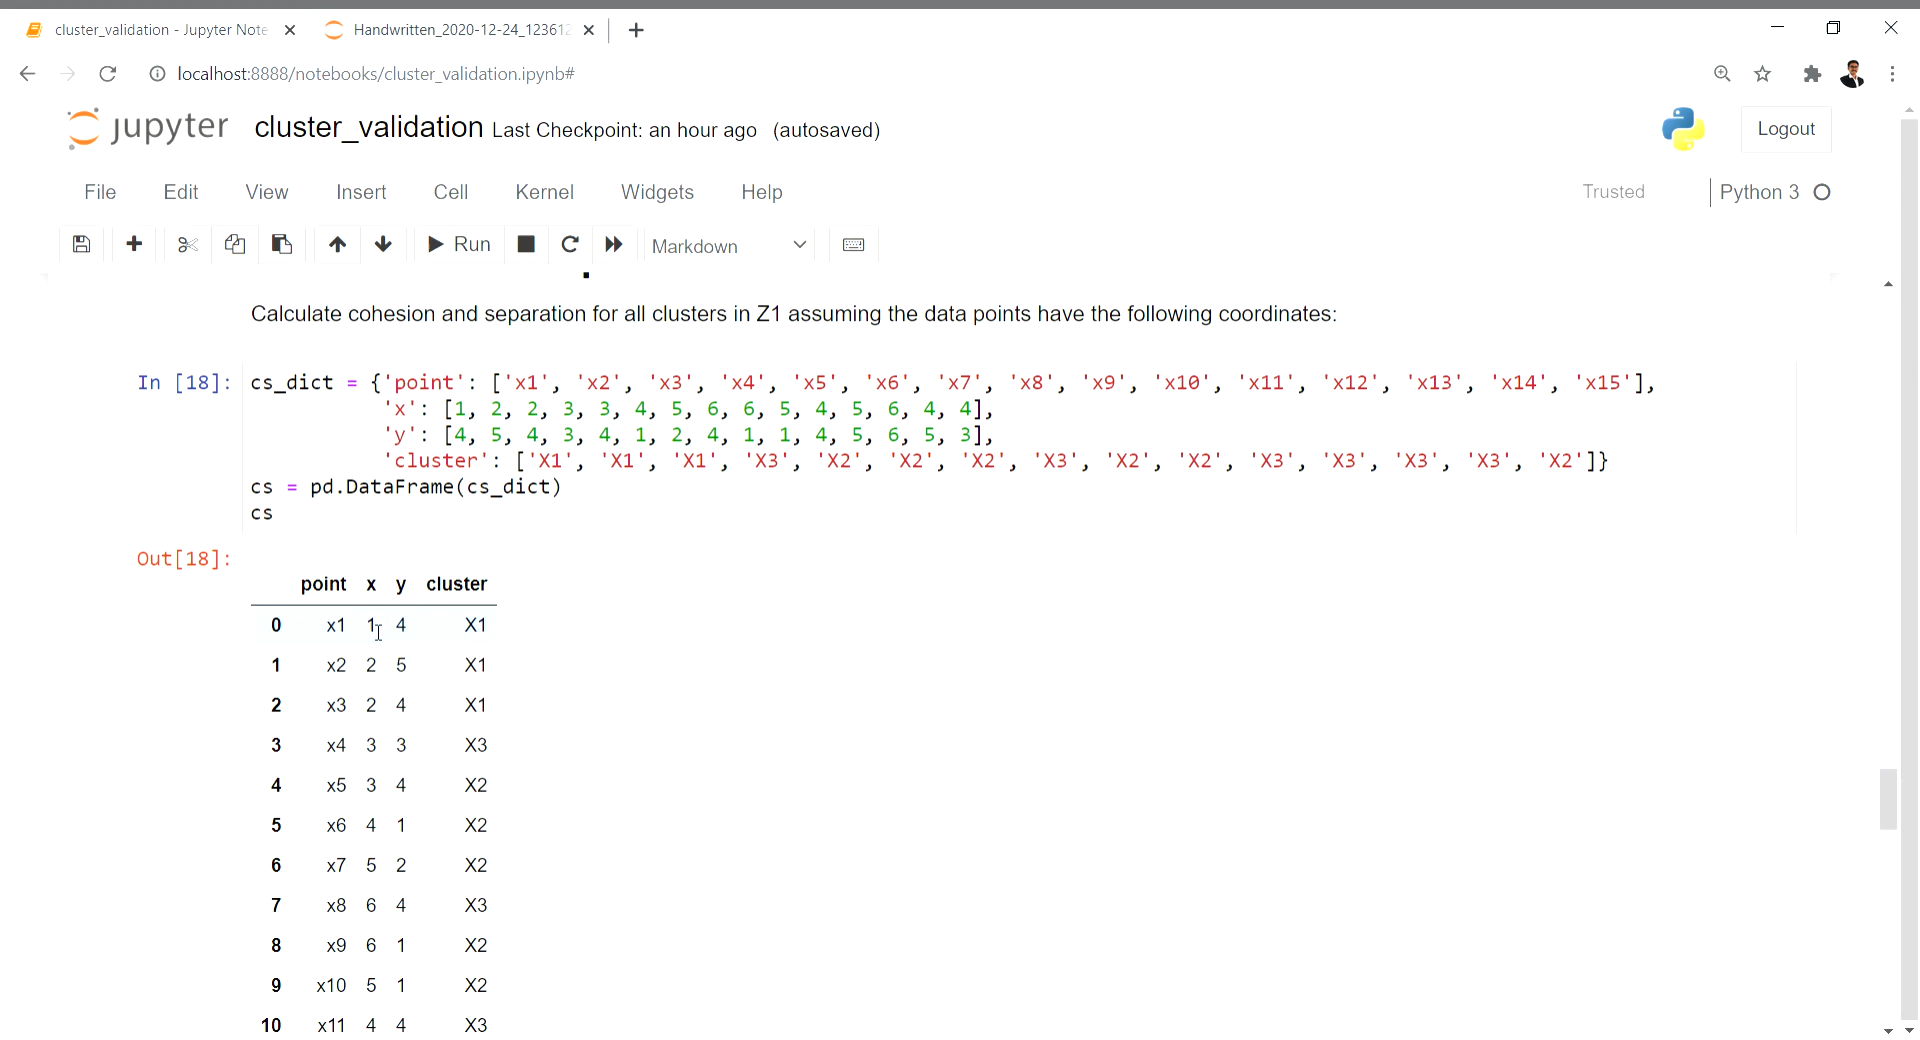 cluster_validation - Jupyter Note
Handwritten_2020-12-24_12361
localhost:8888/notebooks/cluster_validation.ipynb#
jupyter cluster_validation Last Checkpoint: an hour ago (autosaved)
Logout
File Edit View Insert Cell Kernel Widgets Help
Trusted
Python 3
Run
Markdown
Calculate cohesion and separation for all clusters in Z1 assuming the data points have the following coordinates:
In [18]: cs_dict = {'point': ['x1', 'x2', 'x3', 'x4', 'x5', 'x6', 'x7', 'x8', 'x9', 'x10', 'x11', 'x12', 'x13', 'x14', 'x15'],
'x': [1, 2, 2, 3, 3, 4, 5, 6, 6, 5, 4, 5, 6, 4, 4],
'y': [4, 5, 4, 3, 4, 1, 2, 4, 1, 1, 4, 5, 6, 5, 3],
'cluster': ['X1', 'X1', 'X1', 'X3', 'X2', 'X2', 'X2', 'X3', 'X2', 'X2', 'X3', 'X3', 'X3', 'X3', 'X2']}
cs = pd.DataFrame(cs_dict)
cs
Out[18]:
point x y cluster
0 x1 1 4 X1
1 x2 2 5 X1
2 x3 2 4 X1
3 x4 3 3 X3
4 x5 3 4 X2
5 x6 4 1 X2
6 x7 5 2 X2
7 x8 6 4 X3
8 x9 6 1 X2
9 x10 5 1 X2
10 x11 4 4 X3